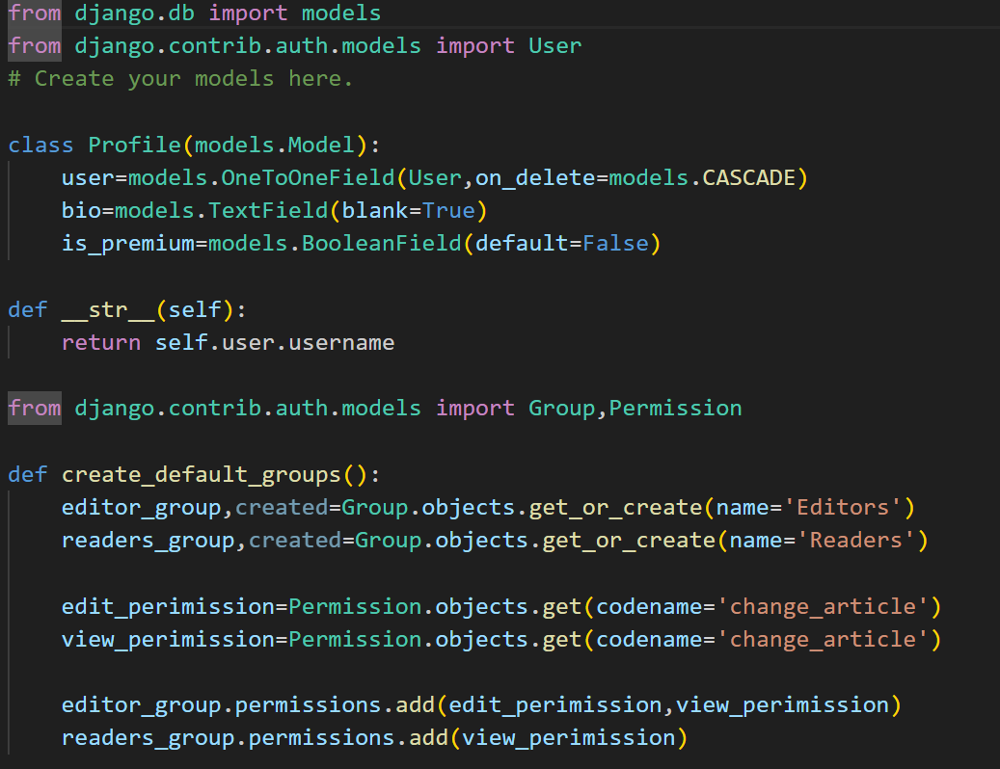 from django.db import models
from django.contrib.auth.models import User
# Create your models here.
class Profile(models.Model):
    user=models.OneToOneField(User,on_delete=models.CASCADE)
    bio=models.TextField(blank=True)
    is_premium=models.BooleanField(default=False)
def __str__(self):
    return self.user.username
from django.contrib.auth.models import Group,Permission
def create_default_groups():
    editor_group,created=Group.objects.get_or_create(name='Editors')
    readers_group,created=Group.objects.get_or_create(name='Readers')
    edit_perimission=Permission.objects.get(codename='change_article')
    view_perimission=Permission.objects.get(codename='change_article')
    editor_group.permissions.add(edit_perimission,view_perimission)
    readers_group.permissions.add(view_perimission)